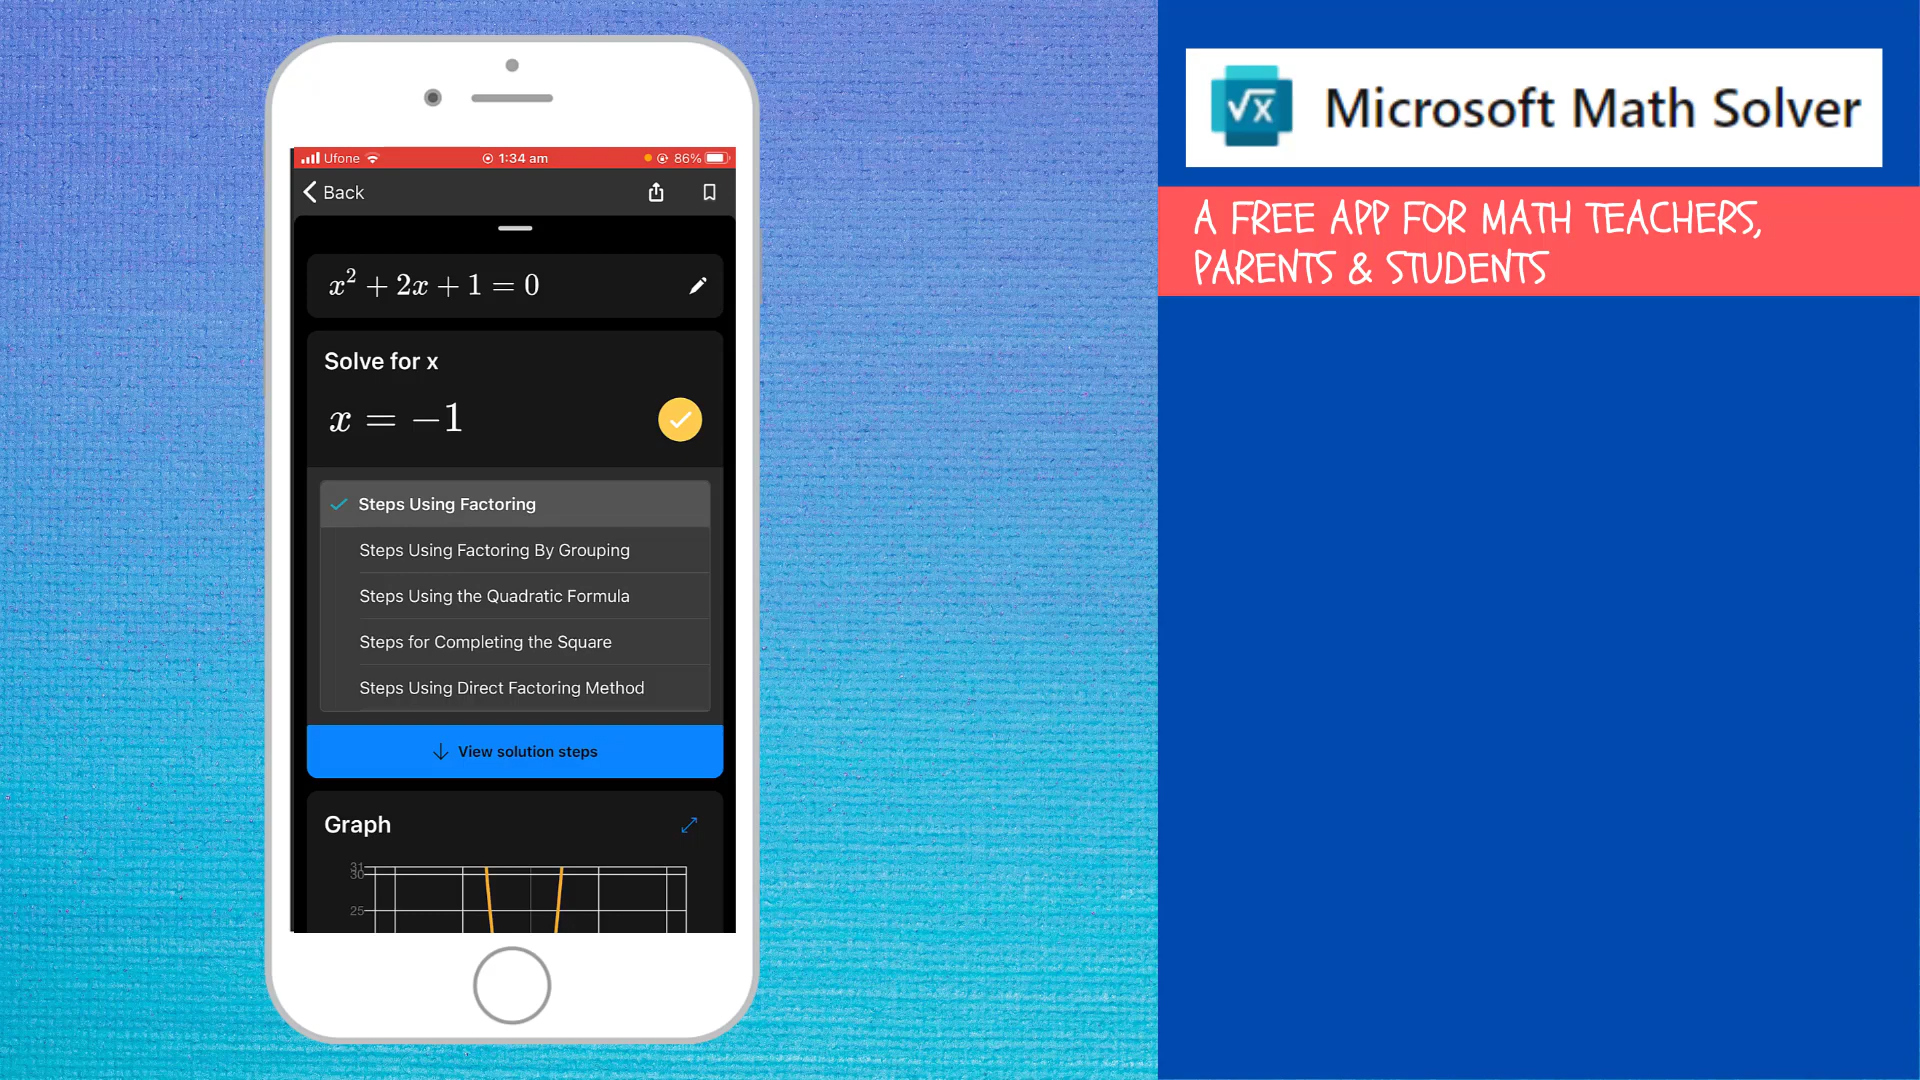 Ufone 1:34 am 86%
Back
x² + 2x + 1 = 0
Solve for x
x = −1
Steps Using Factoring
Steps Using Factoring By Grouping
Steps Using the Quadratic Formula
Steps for Completing the Square
Steps Using Direct Factoring Method
View solution steps
Graph
31
30
25
√x Microsoft Math Solver
A FREE APP FOR MATH TEACHERS,
PARENTS & STUDENTS